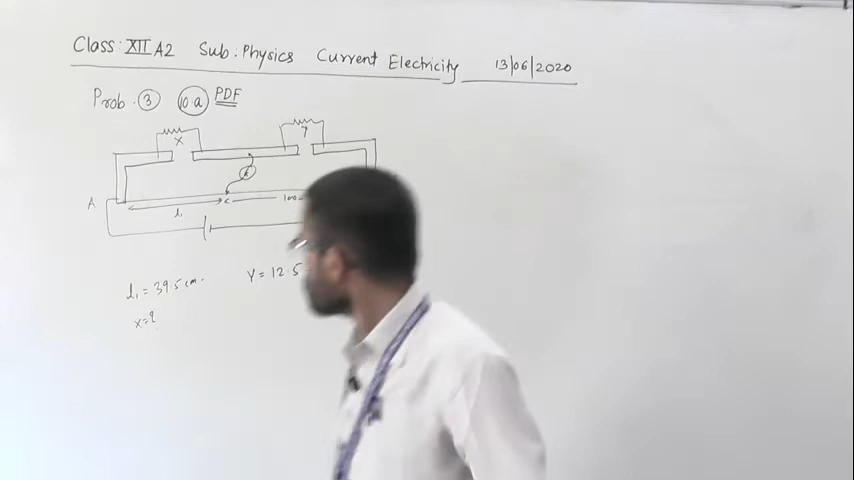 Class: XII A2 Sub: Physics Current Electricity 13/06/2020
Prob. 3 10.a PDF
X Y
G
A
l₁ C 100
l₁ = 39.5 cm. Y = 12.5
x = ?